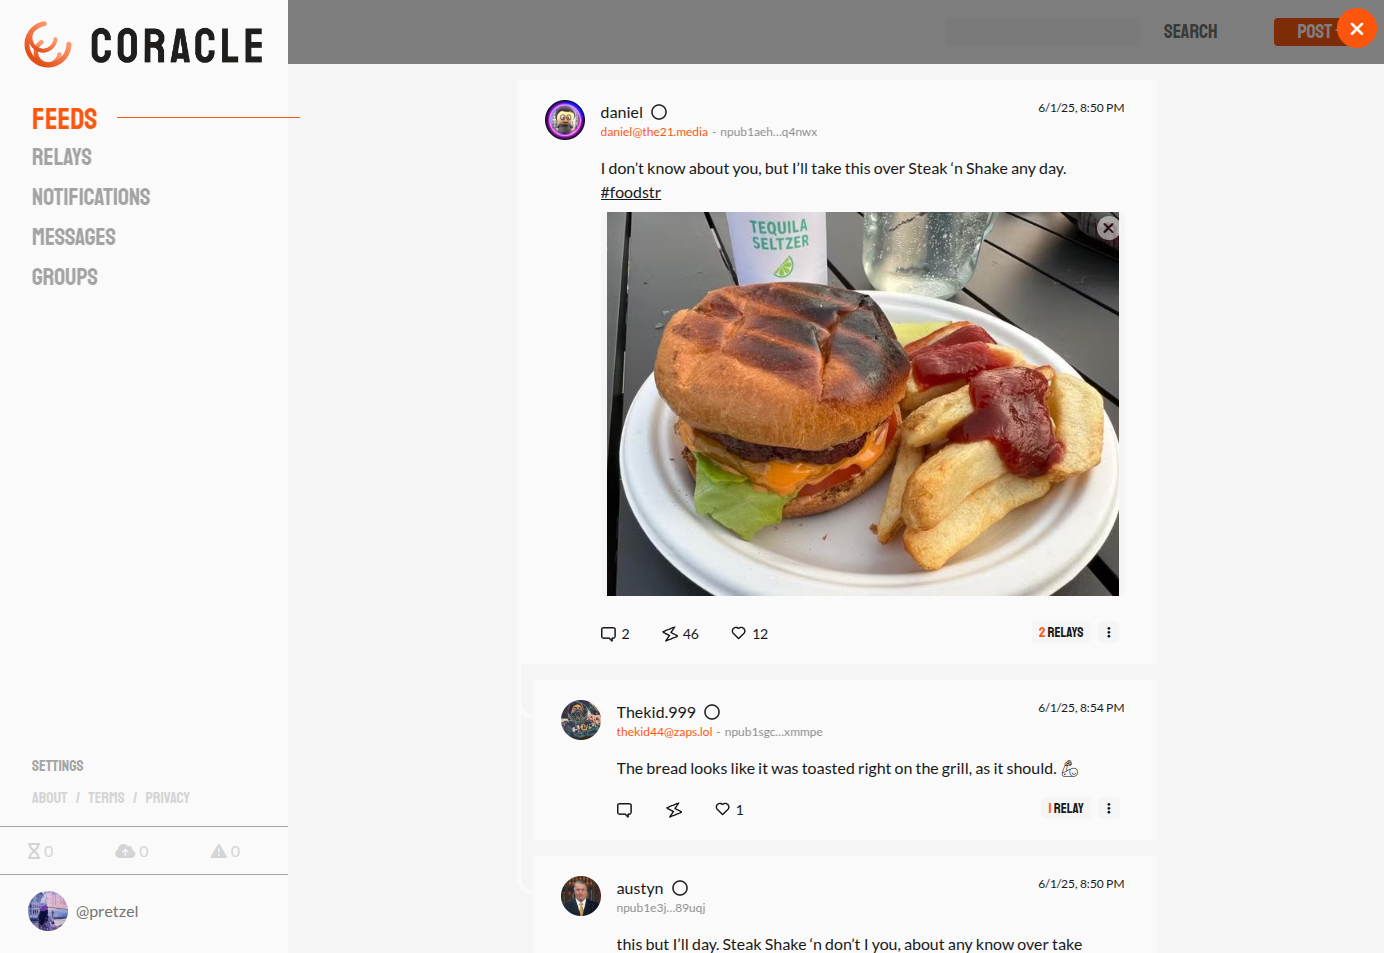 CORACLE
SEARCH
POST
FEEDS
RELAYS
NOTIFICATIONS
MESSAGES
GROUPS
SETTINGS
ABOUT / TERMS / PRIVACY
0 0 0
@pretzel
daniel
6/1/25, 8:50 PM
daniel@the21.media - npub1aeh...q4nwx
I don’t know about you, but I’ll take this over Steak ‘n Shake any day.
#foodstr
TEQUILA
SELTZER
2 46 12
2 RELAYS
Thekid.999
6/1/25, 8:54 PM
thekid44@zaps.lol - npub1sgc...xmmpe
The bread looks like it was toasted right on the grill, as it should. 💪🏻
1
1 RELAY
austyn
6/1/25, 8:50 PM
npub1e3j...89uqj
this but I’ll day. Steak Shake ‘n don’t I you, about any know over take